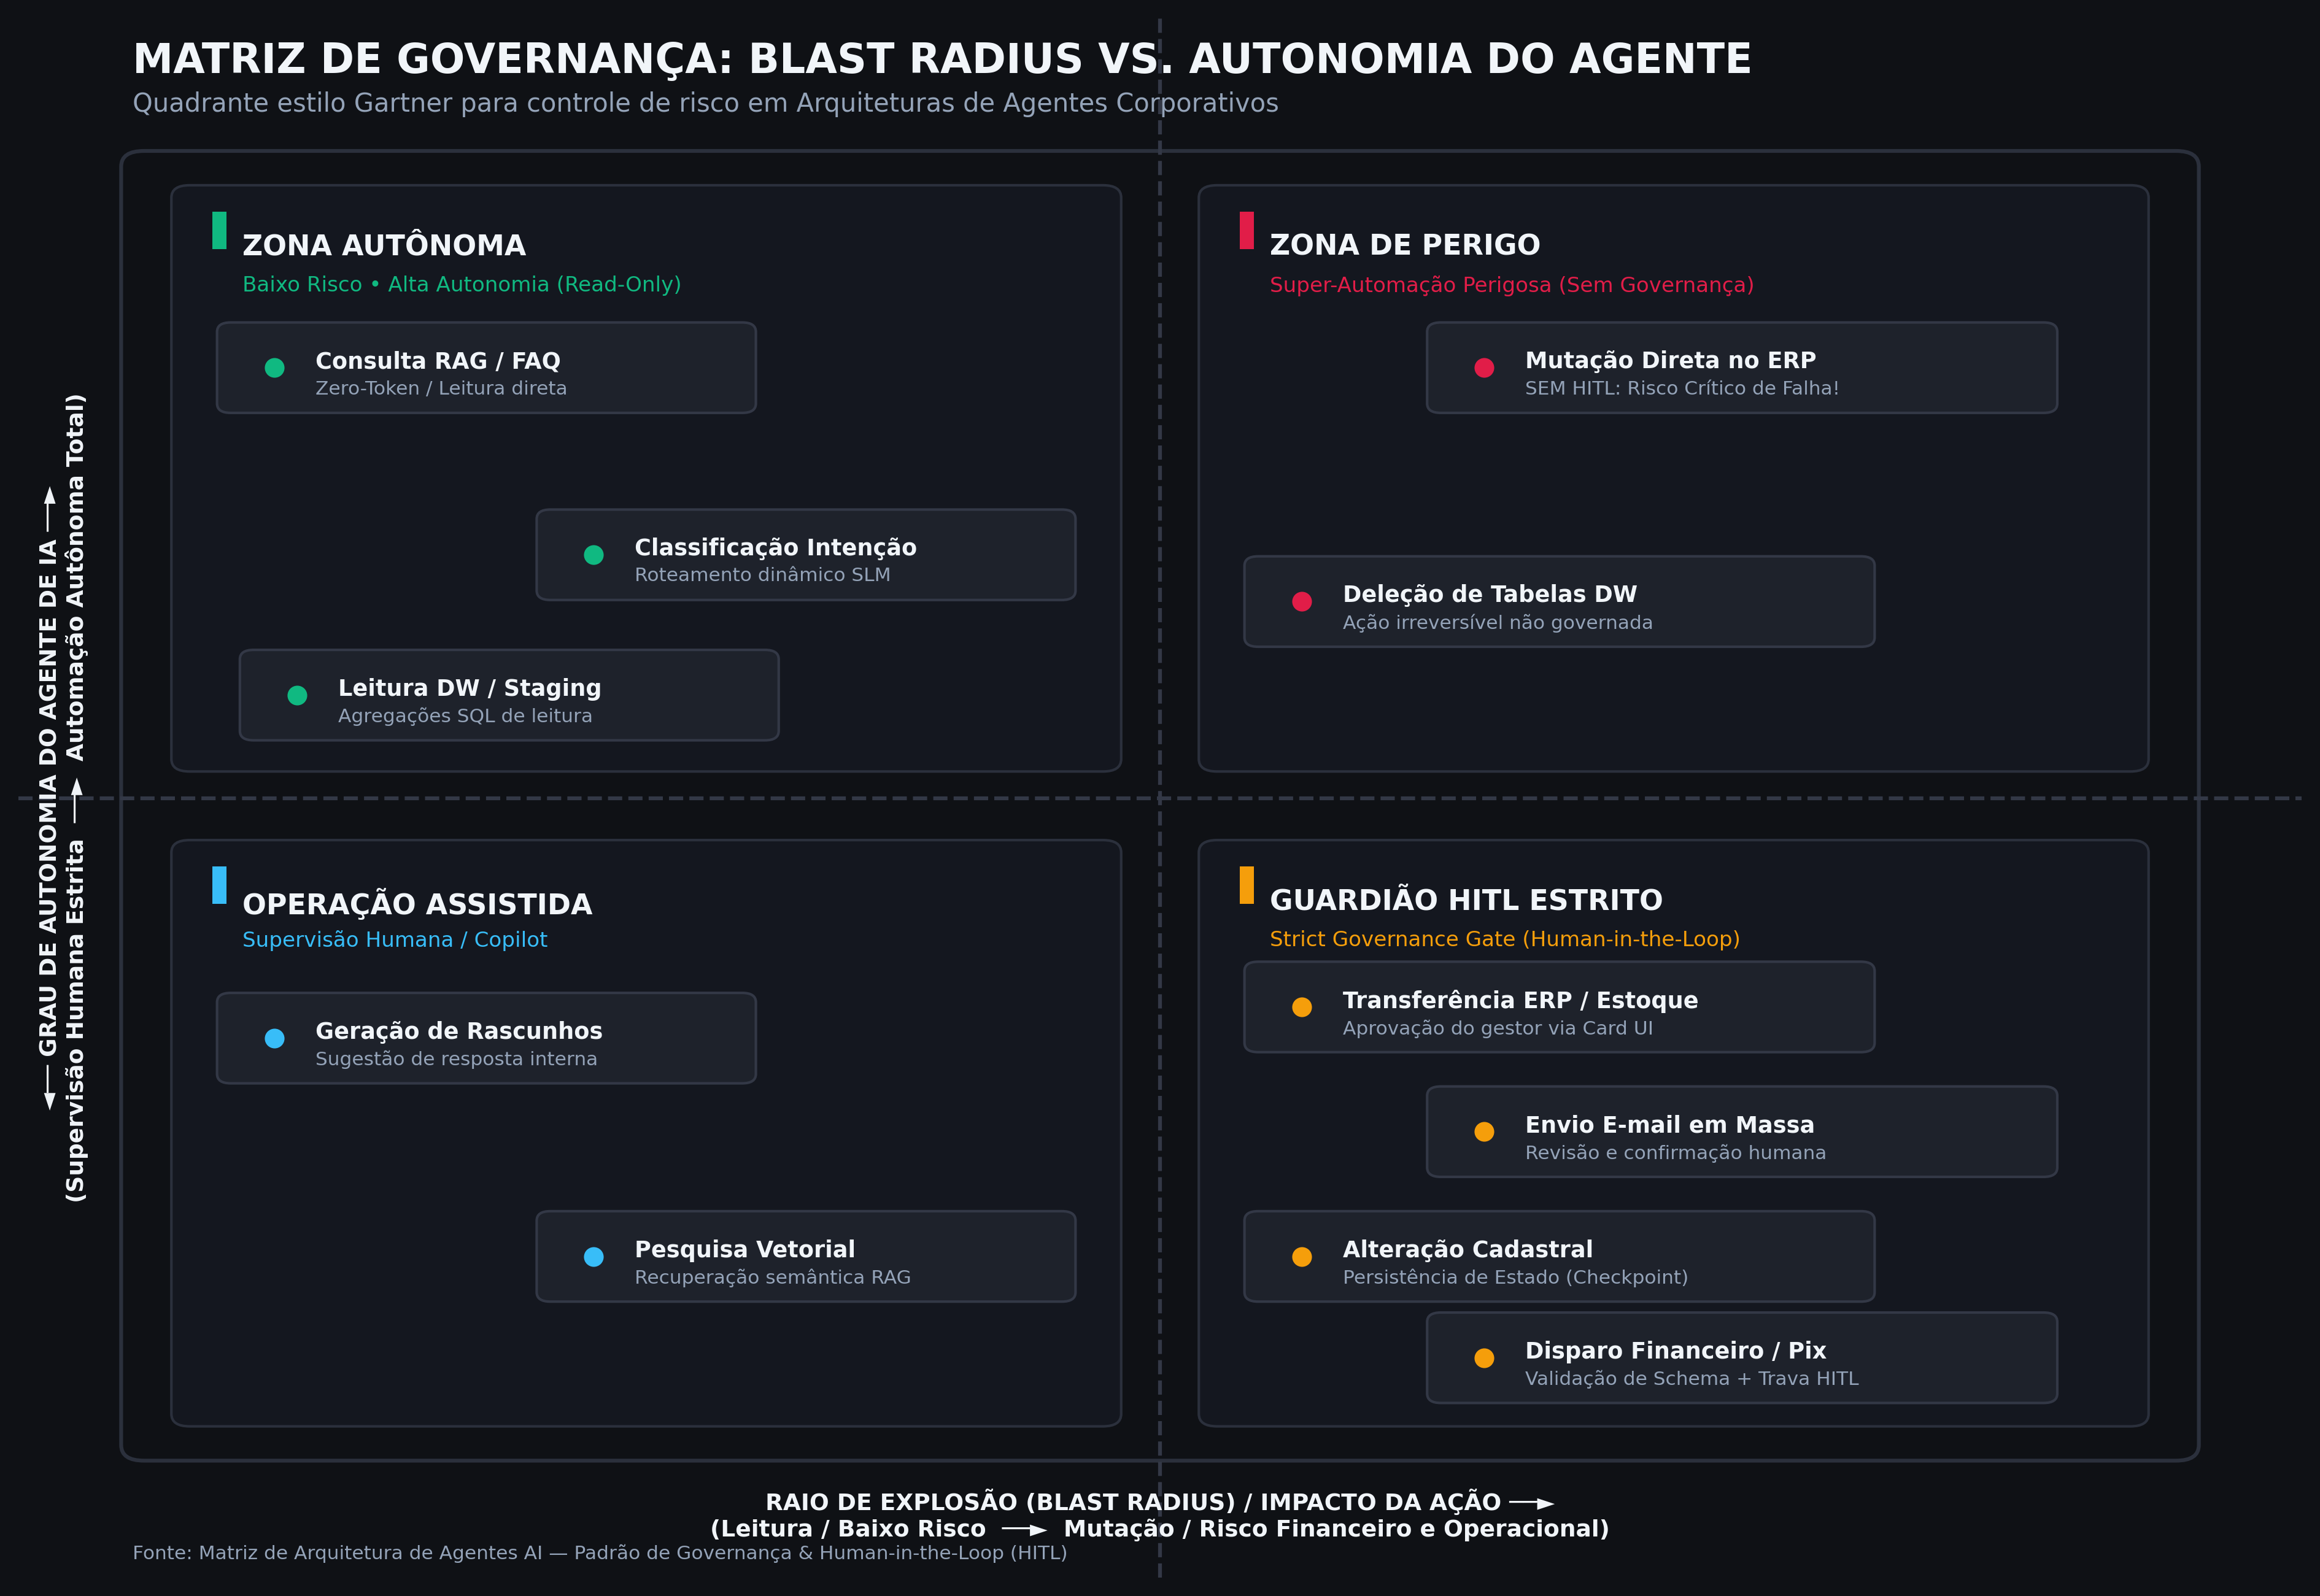 MATRIZ DE GOVERNANÇA: BLAST RADIUS VS. AUTONOMIA DO AGENTE
Quadrante estilo Gartner para controle de risco em Arquiteturas de Agentes Corporativos
◄── GRAU DE AUTONOMIA DO AGENTE DE IA ──►
(Supervisão Humana Estrita ──► Automação Autônoma Total)
ZONA AUTÔNOMA
Baixo Risco • Alta Autonomia (Read-Only)
Consulta RAG / FAQ
Zero-Token / Leitura direta
Classificação Intenção
Roteamento dinâmico SLM
Leitura DW / Staging
Agregações SQL de leitura
ZONA DE PERIGO
Super-Automação Perigosa (Sem Governança)
Mutação Direta no ERP
SEM HITL: Risco Crítico de Falha!
Deleção de Tabelas DW
Ação irreversível não governada
OPERAÇÃO ASSISTIDA
Supervisão Humana / Copilot
Geração de Rascunhos
Sugestão de resposta interna
Pesquisa Vetorial
Recuperação semântica RAG
GUARDIÃO HITL ESTRITO
Strict Governance Gate (Human-in-the-Loop)
Transferência ERP / Estoque
Aprovação do gestor via Card UI
Envio E-mail em Massa
Revisão e confirmação humana
Alteração Cadastral
Persistência de Estado (Checkpoint)
Disparo Financeiro / Pix
Validação de Schema + Trava HITL
RAIO DE EXPLOSÃO (BLAST RADIUS) / IMPACTO DA AÇÃO ──►
(Leitura / Baixo Risco ──► Mutação / Risco Financeiro e Operacional)
Fonte: Matriz de Arquitetura de Agentes AI — Padrão de Governança & Human-in-the-Loop (HITL)